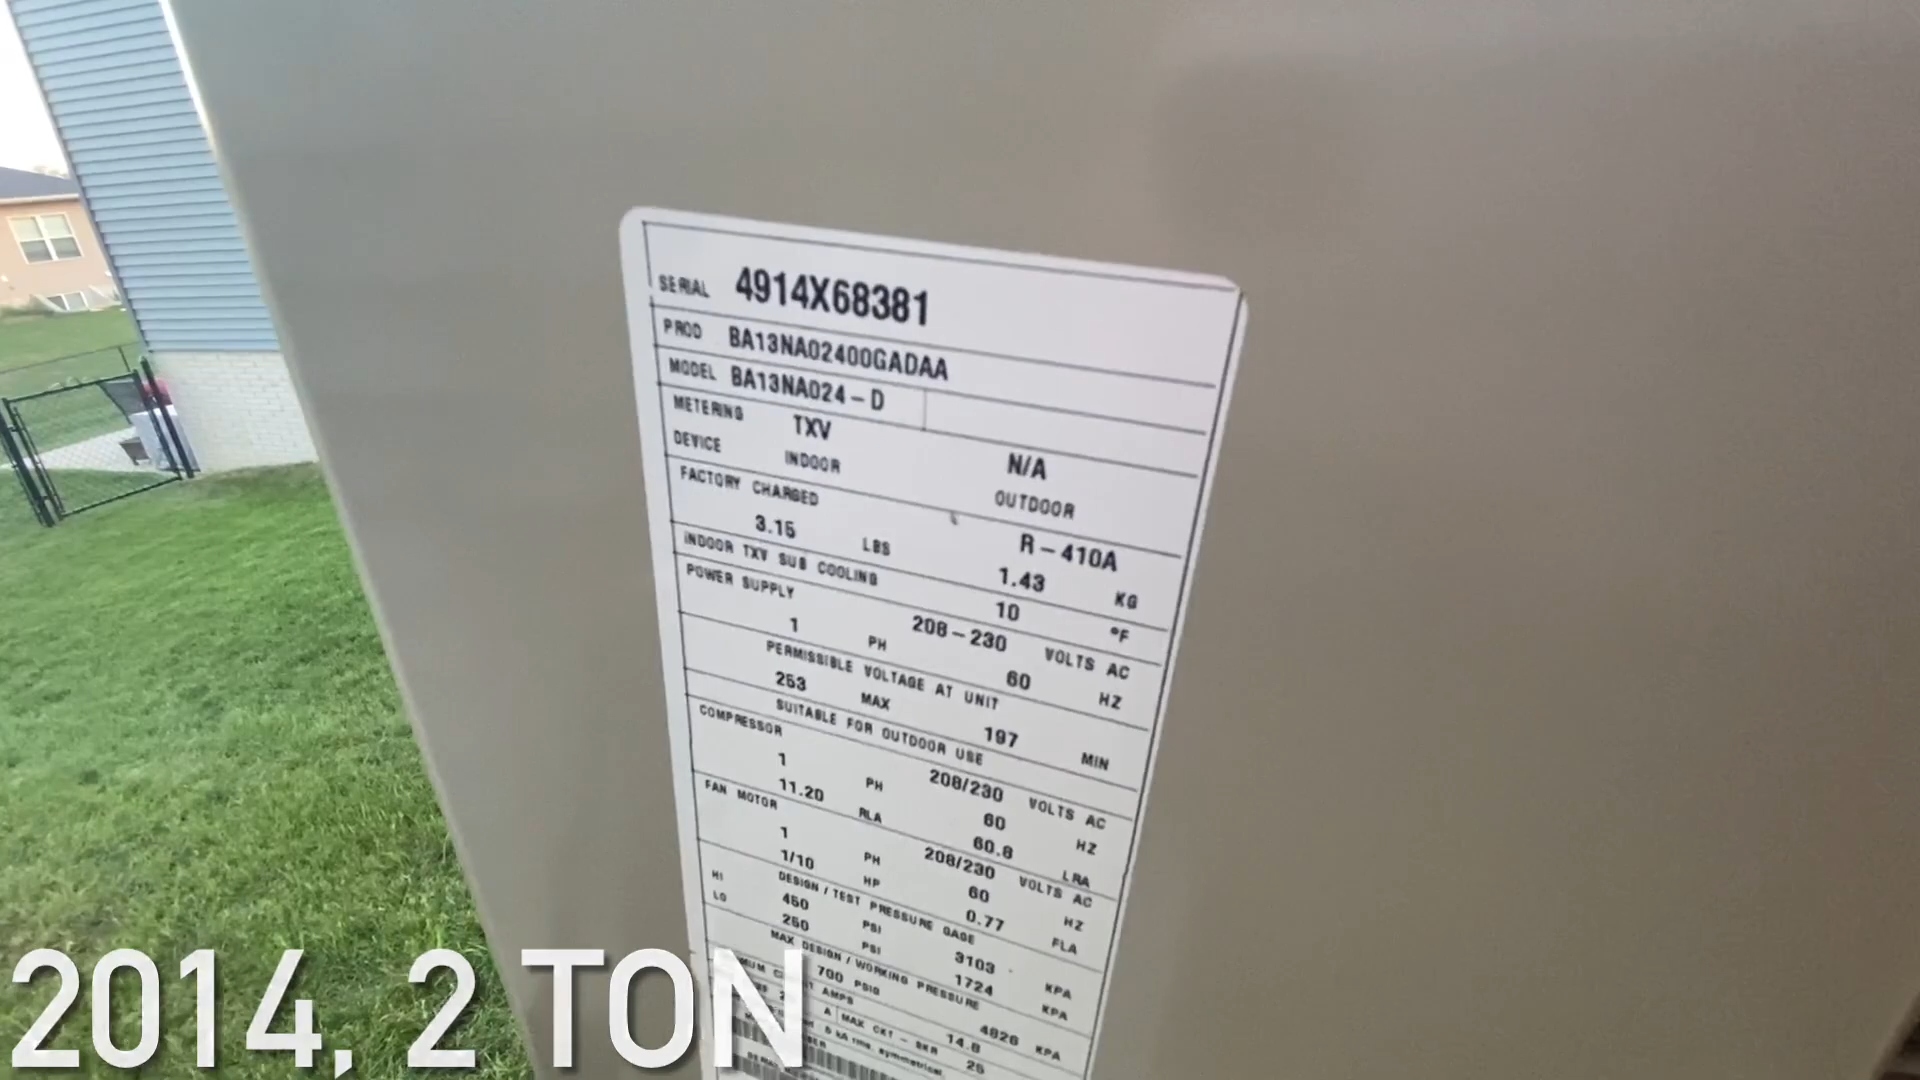 SERIAL 4914X68381
PROD BA13NA02400GADAA
MODEL BA13NA024-D
METERING TXV N/A
DEVICE INDOOR OUTDOOR
FACTORY CHARGED R-410A
3.15 LBS 1.43 KG
INDOOR TXV SUB COOLING 10 °F
POWER SUPPLY 208-230 VOLTS AC
1 PH 60 HZ
PERMISSIBLE VOLTAGE AT UNIT
253 MAX 197 MIN
SUITABLE FOR OUTDOOR USE
COMPRESSOR 208/230 VOLTS AC
1 PH 60 HZ
11.20 RLA 60.8 LRA
FAN MOTOR 208/230 VOLTS AC
1 PH 60 HZ
1/10 HP 0.77 FLA
DESIGN / TEST PRESSURE GAGE
HI 450 PSI 3103 KPA
LO 250 PSI 1724 KPA
MAX DESIGN / WORKING PRESSURE
700 PSIG 4826 KPA
AMPS 14.8
A MAX CKT-BKR 25
rms, symmetrical
2014, 2 TON